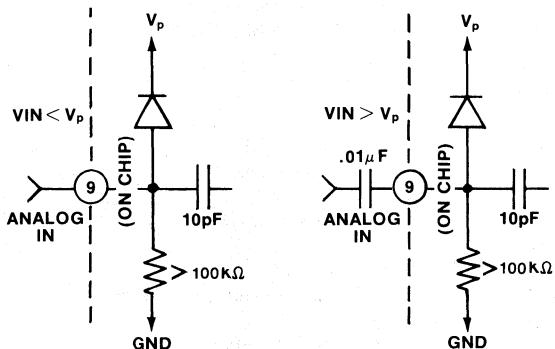 Vp
VIN < Vp
(ON CHIP)
9
ANALOG
IN
10pF
> 100kΩ
GND
Vp
VIN > Vp
.01μF
(ON CHIP)
9
ANALOG
IN
10pF
> 100kΩ
GND